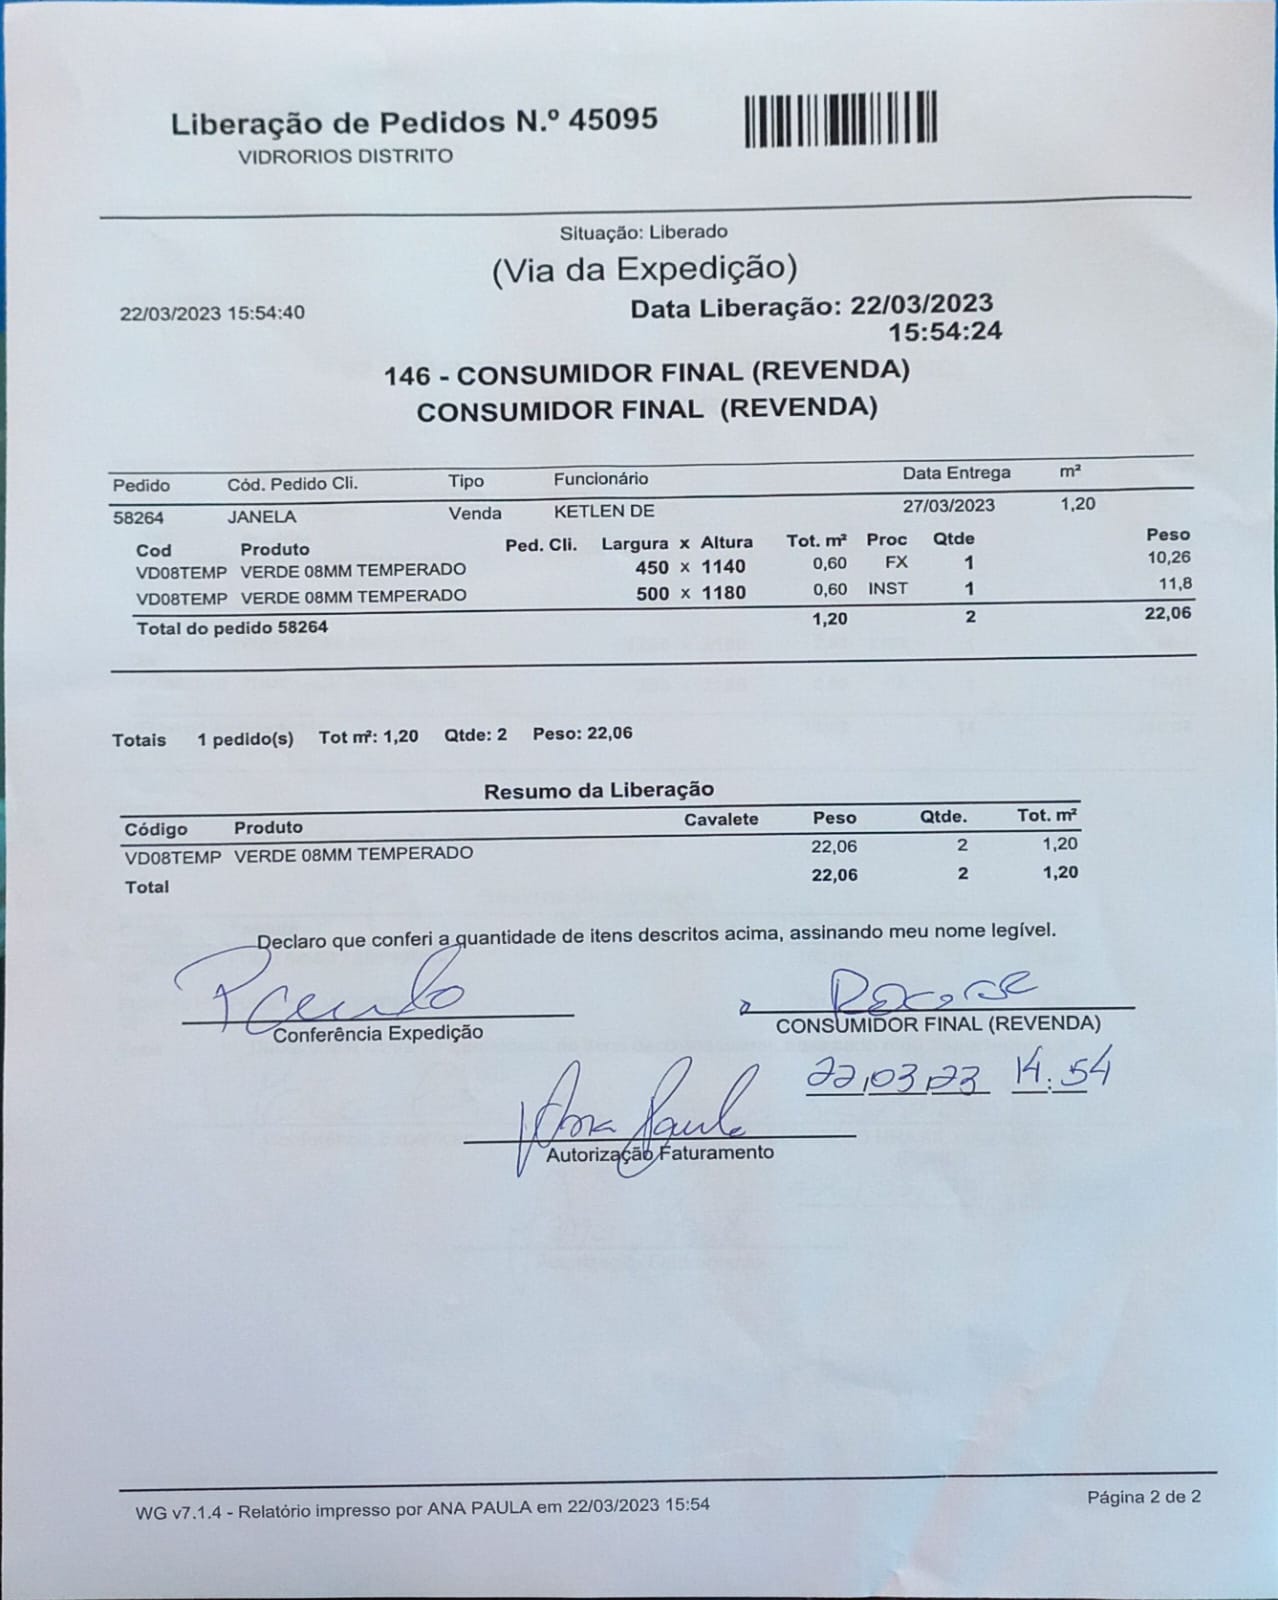 Liberação de Pedidos N.º 45095
VIDRORIOS DISTRITO
Situação: Liberado
(Via da Expedição)
22/03/2023 15:54:40
Data Liberação: 22/03/2023
15:54:24
146 - CONSUMIDOR FINAL (REVENDA)
CONSUMIDOR FINAL (REVENDA)
Pedido Cód. Pedido Cli. Tipo Funcionário Data Entrega m²
58264 JANELA Venda KETLEN DE 27/03/2023 1,20
Cod Produto Ped. Cli. Largura x Altura Tot. m² Proc Qtde Peso
VD08TEMP VERDE 08MM TEMPERADO 450 x 1140 0,60 FX 1 10,26
VD08TEMP VERDE 08MM TEMPERADO 500 x 1180 0,60 INST 1 11,8
Total do pedido 58264 1,20 2 22,06
Totais 1 pedido(s) Tot m²: 1,20 Qtde: 2 Peso: 22,06
Resumo da Liberação
Código Produto Cavalete Peso Qtde. Tot. m²
VD08TEMP VERDE 08MM TEMPERADO 22,06 2 1,20
Total 22,06 2 1,20
Declaro que conferi a quantidade de itens descritos acima, assinando meu nome legível.
Conferência Expedição
CONSUMIDOR FINAL (REVENDA)
22,03,23 14:54
Ana Paula
Autorização Faturamento
WG v7.1.4 - Relatório impresso por ANA PAULA em 22/03/2023 15:54
Página 2 de 2